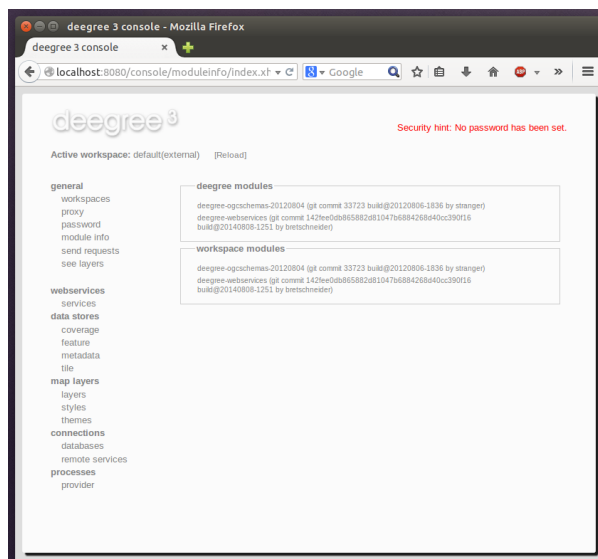 deegree 3 console - Mozilla Firefox
deegree 3 console
localhost:8080/console/moduleinfo/index.xh
Google
deegree 3
Security hint: No password has been set.
Active workspace: default(external) [Reload]
general
workspaces
proxy
password
module info
send requests
see layers
webservices
services
data stores
coverage
feature
metadata
tile
map layers
layers
styles
themes
connections
databases
remote services
processes
provider
deegree modules
deegree-ogcschemas-20120804 (git commit 33723 build@20120806-1836 by stranger)
deegree-webservices (git commit 142fee0db865882d81047b6884268d40cc390f16
build@20140808-1251 by bretschneider)
workspace modules
deegree-ogcschemas-20120804 (git commit 33723 build@20120806-1836 by stranger)
deegree-webservices (git commit 142fee0db865882d81047b6884268d40cc390f16
build@20140808-1251 by bretschneider)